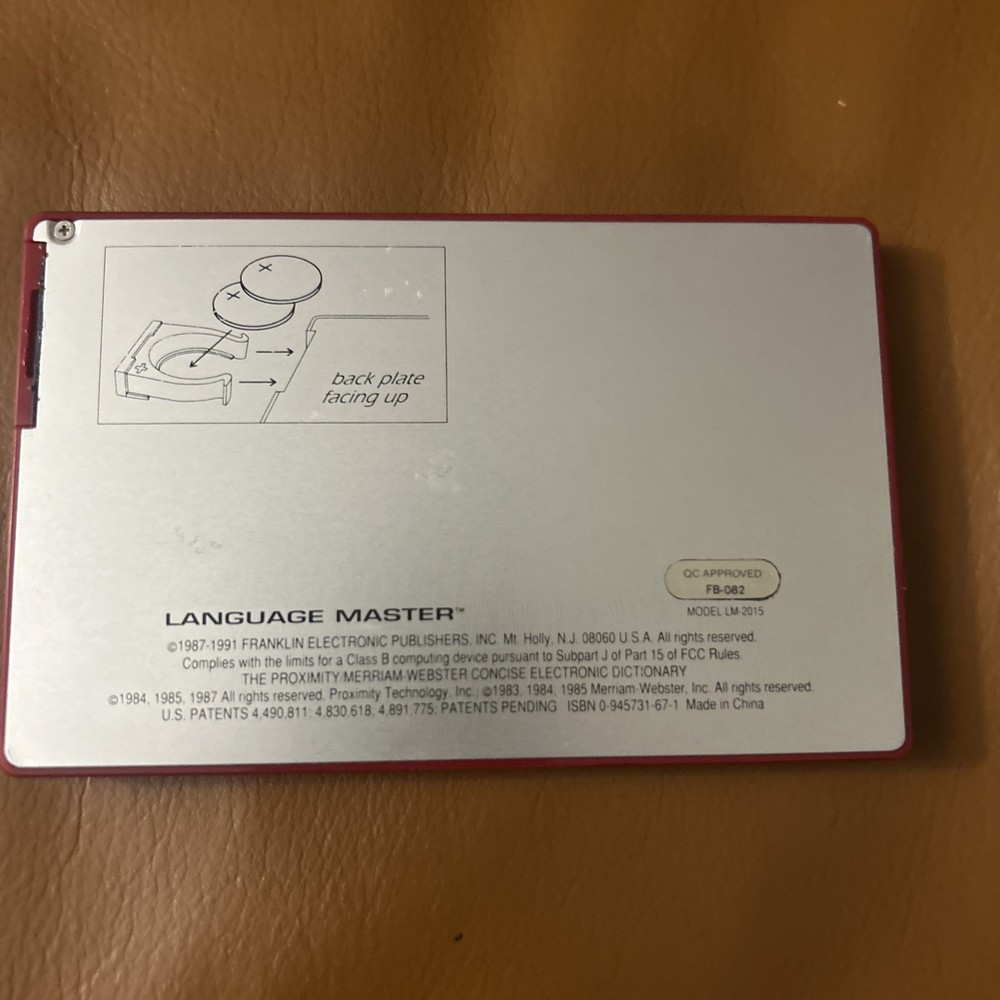 back plate
facing up
QC APPROVED
FB-082
MODEL LM-2015
LANGUAGE MASTER™
©1987-1991 FRANKLIN ELECTRONIC PUBLISHERS, INC. Mt. Holly, N.J. 08060 U.S.A. All rights reserved.
Complies with the limits for a Class B computing device pursuant to Subpart J of Part 15 of FCC Rules.
THE PROXIMITY/MERRIAM-WEBSTER CONCISE ELECTRONIC DICTIONARY
©1984, 1985, 1987 All rights reserved. Proximity Technology, Inc.; ©1983, 1984, 1985 Merriam-Webster, Inc. All rights reserved.
U.S. PATENTS 4,490,811; 4,830,618; 4,891,775; PATENTS PENDING ISBN 0-945731-67-1 Made in China